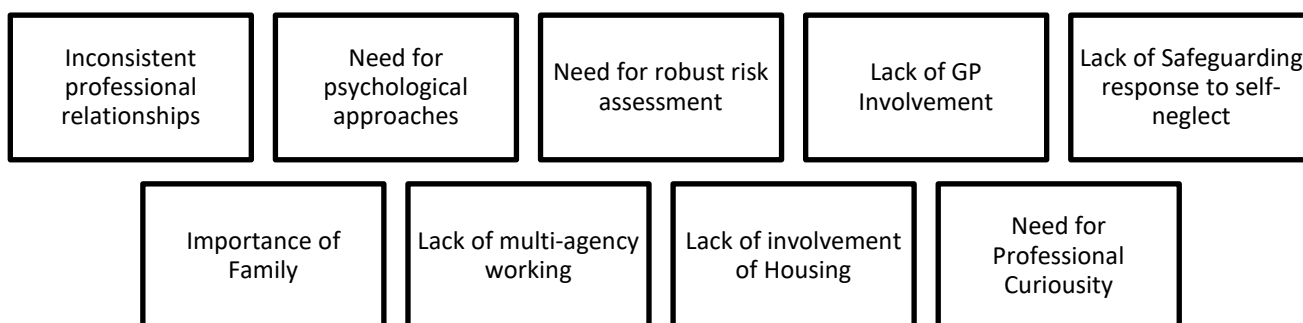 Inconsistent
professional
relationships
Need for
psychological
approaches
Need for robust risk
assessment
Lack of GP
Involvement
Lack of Safeguarding
response to self-
neglect
Importance of
Family
Lack of multi-agency
working
Lack of involvement
of Housing
Need for
Professional
Curiousity